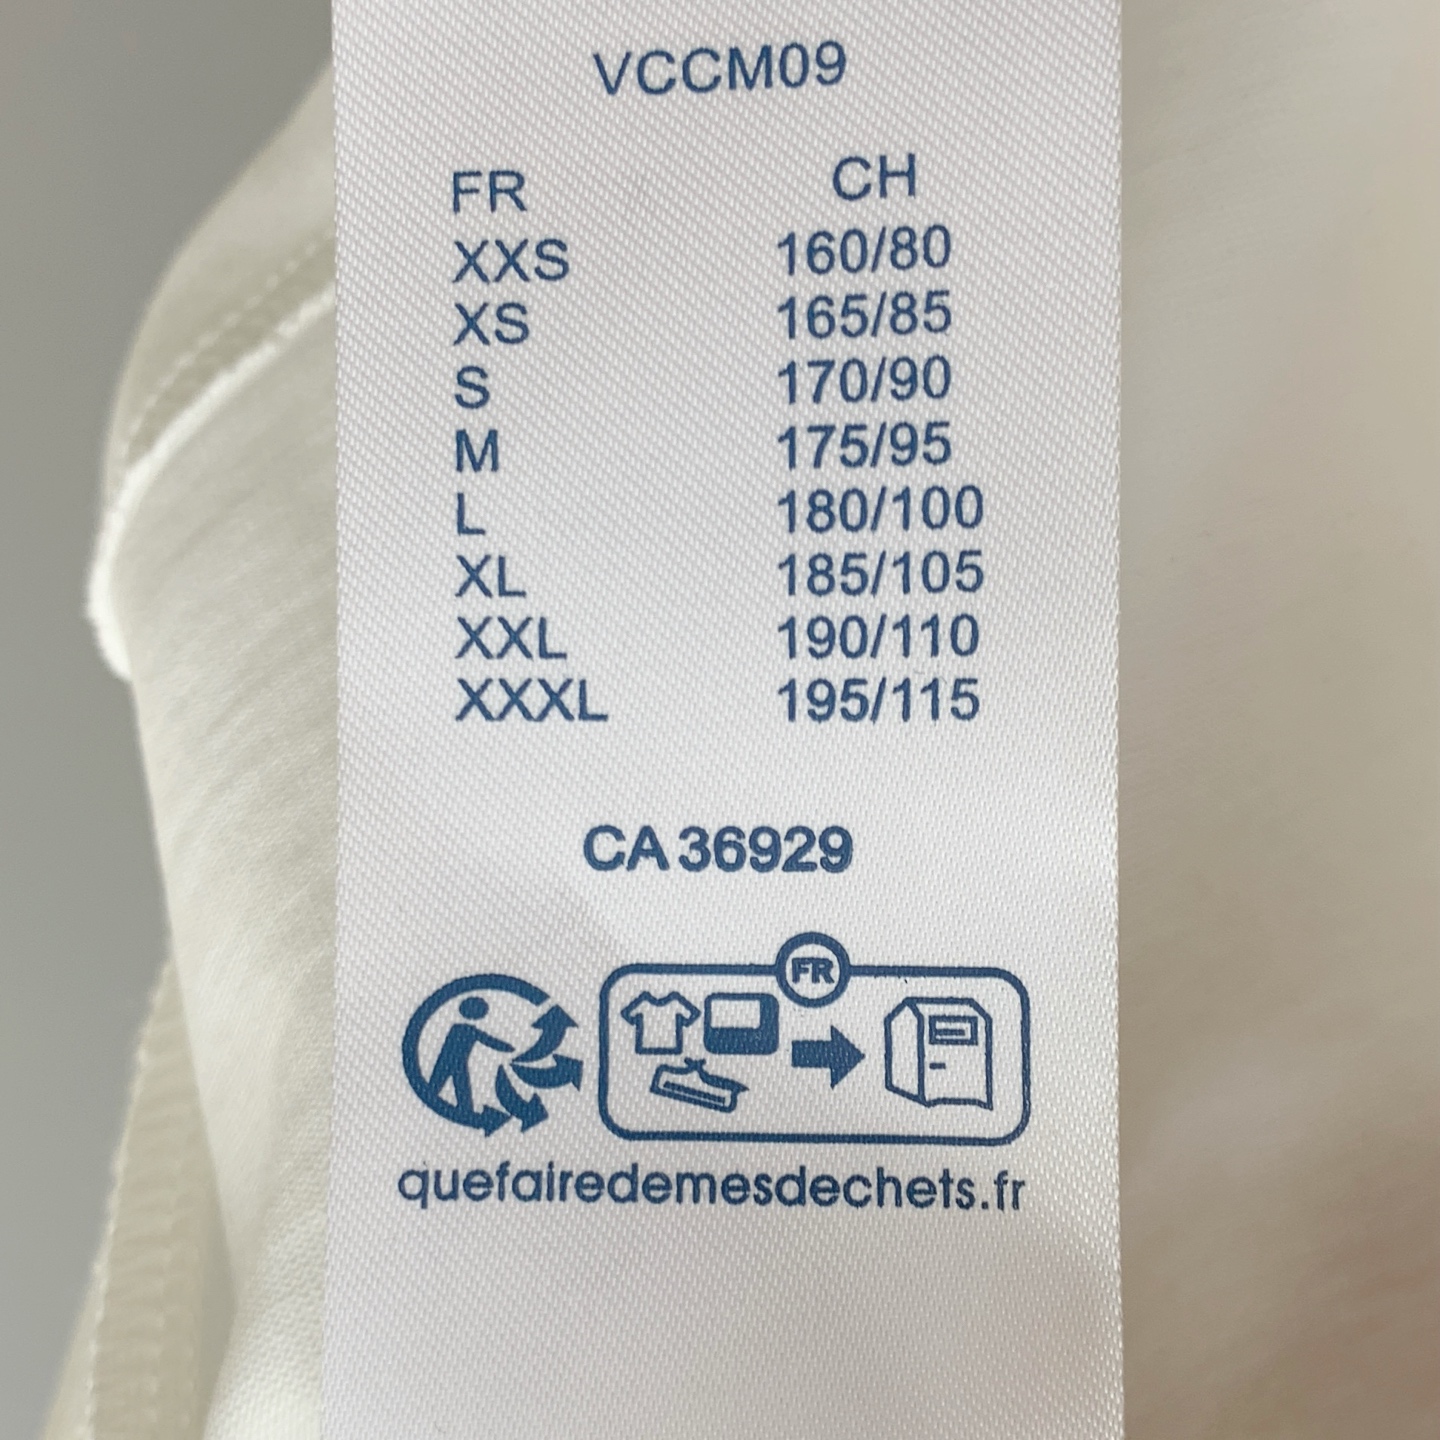 VCCM09
FR CH
XXS 160/80
XS 165/85
S 170/90
M 175/95
L 180/100
XL 185/105
XXL 190/110
XXXL 195/115
CA 36929
FR
quefairedemesdechets.fr